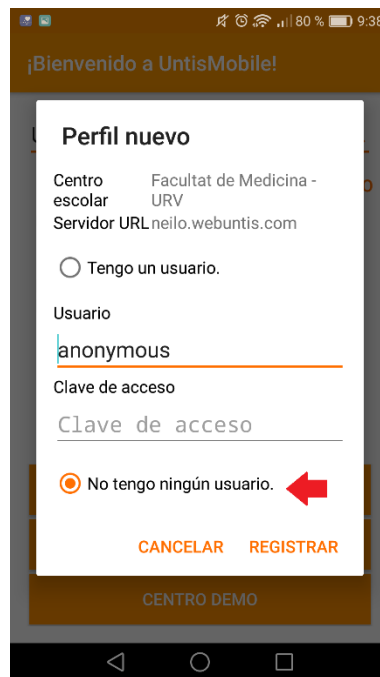 80 % 9:38
¡Bienvenido a UntisMobile!
Perfil nuevo
Centro escolar
Facultat de Medicina - URV
Servidor URL neilo.webuntis.com
Tengo un usuario.
Usuario
anonymous
Clave de acceso
Clave de acceso
No tengo ningún usuario.
CANCELAR REGISTRAR
CENTRO DEMO